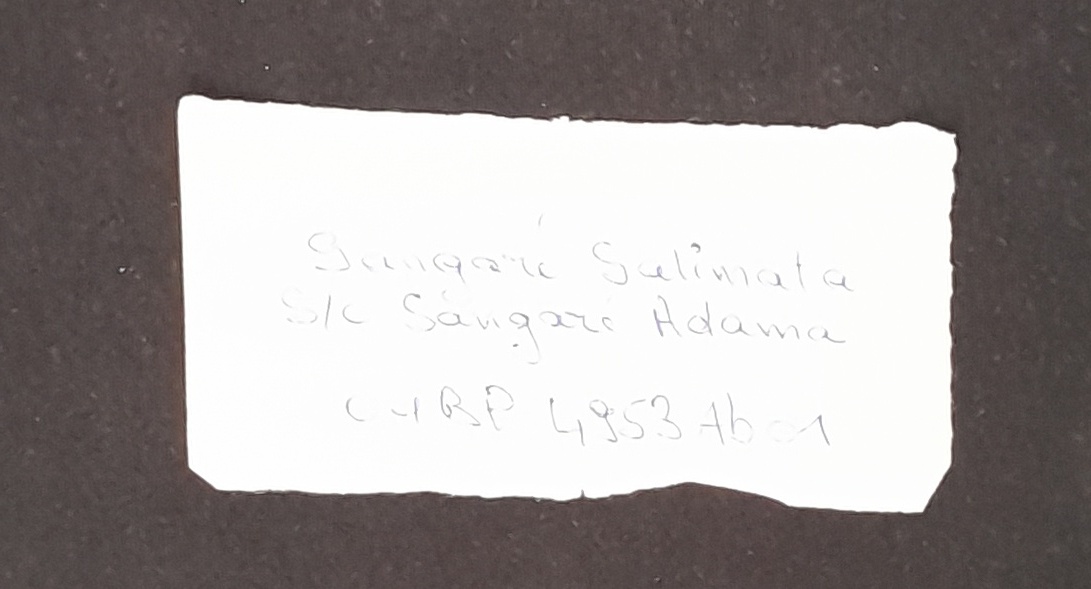 Sangaré Salimata
S/C Sangaré Adama
01 BP 4953 Ab 01